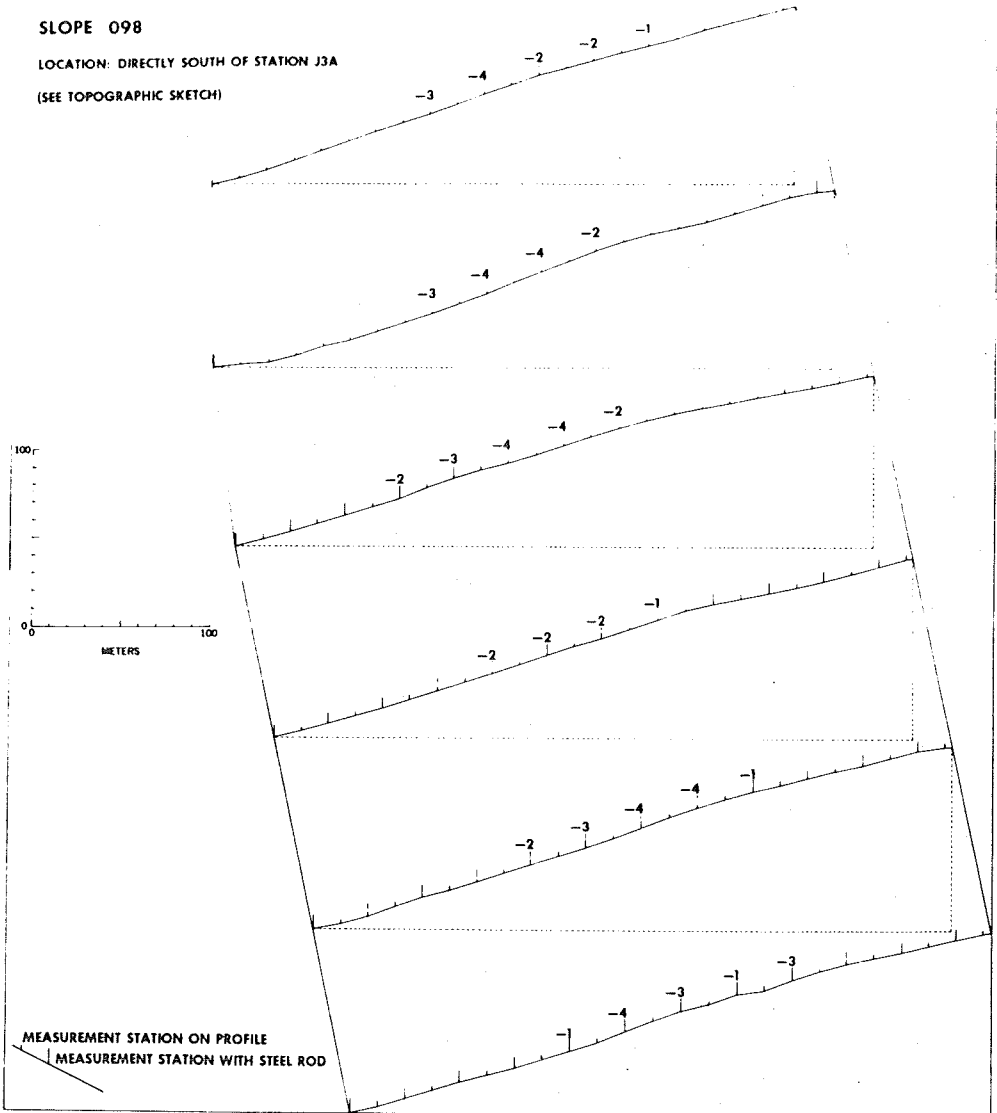 SLOPE 098
LOCATION: DIRECTLY SOUTH OF STATION J3A
(SEE TOPOGRAPHIC SKETCH)
-3 -4 -2 -2 -1
-3 -4 -4 -2
-2 -3 -4 -4 -2
100
0
0 100
METERS
-2 -2 -2 -1
-2 -3 -4 -4 -1
-1 -4 -3 -1 -3
MEASUREMENT STATION ON PROFILE
MEASUREMENT STATION WITH STEEL ROD